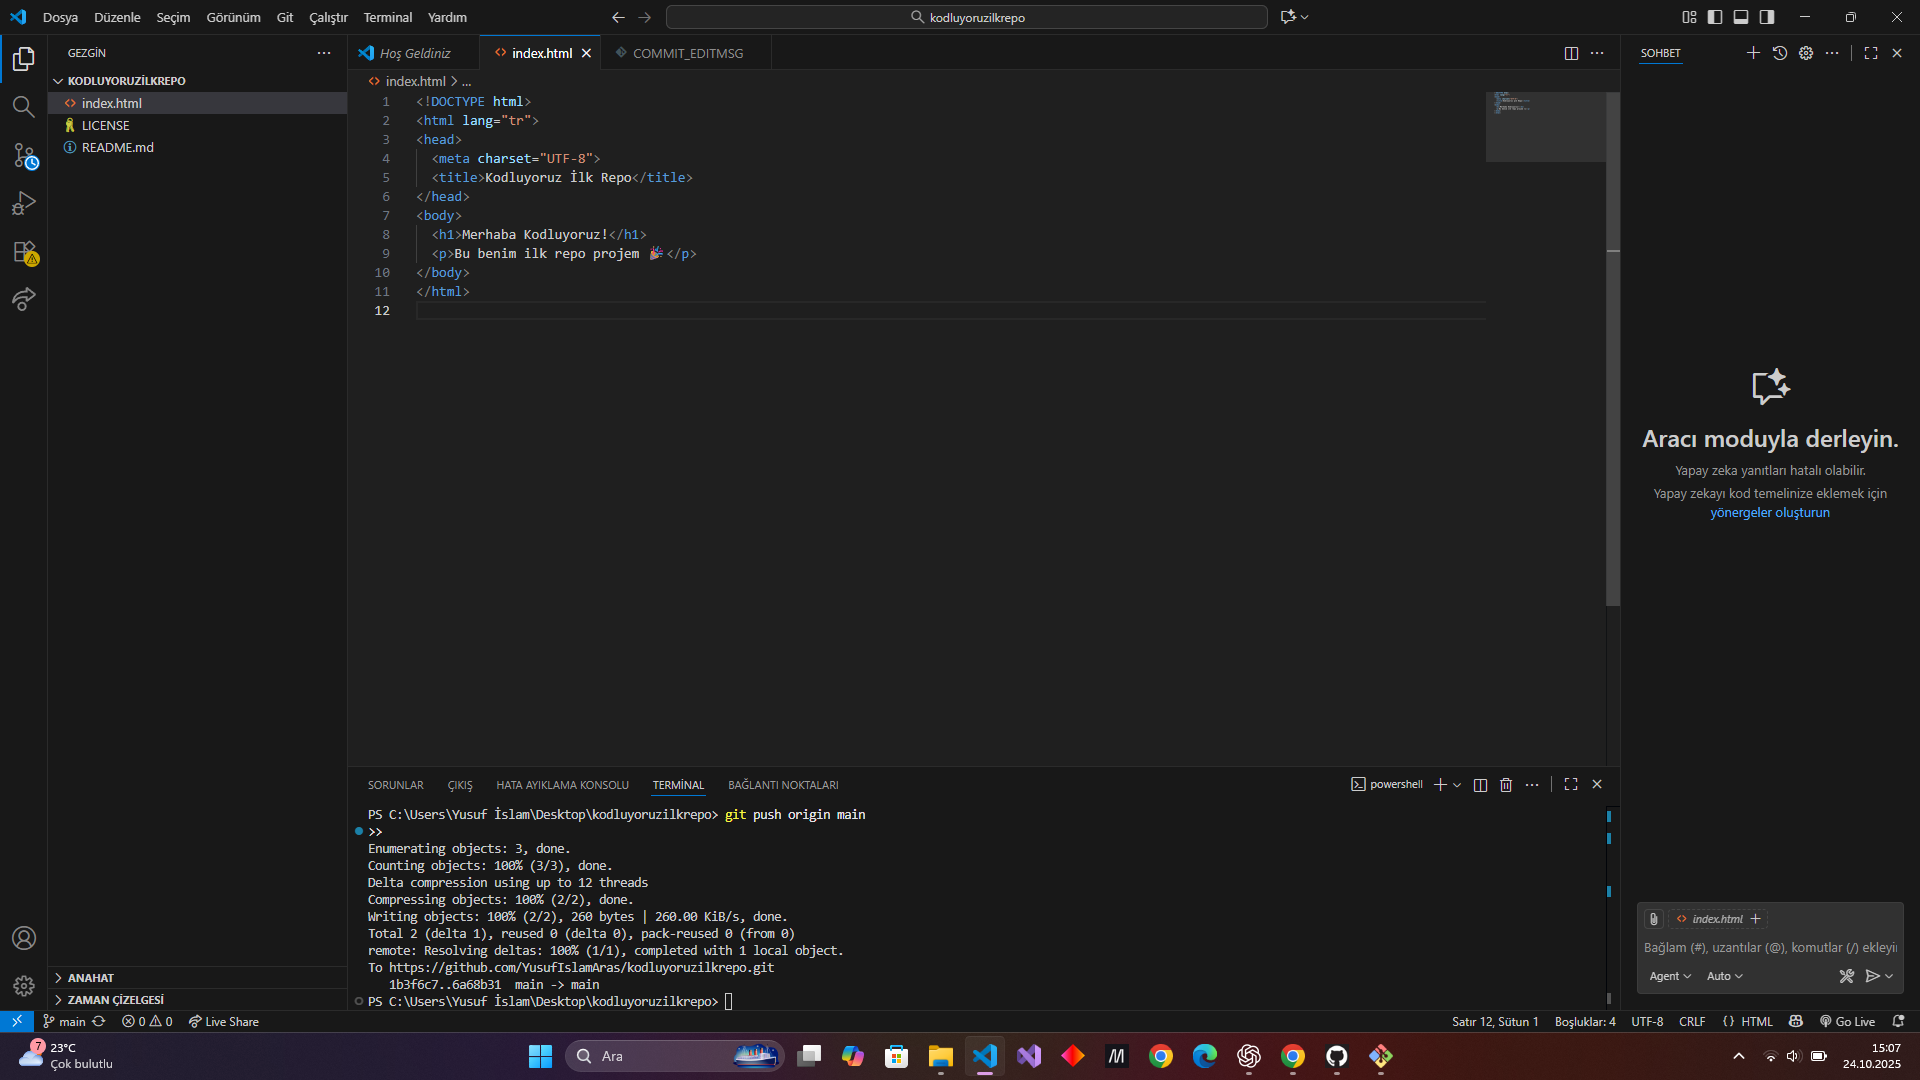 Dosya Düzenle Seçim Görünüm Git Çalıştır Terminal Yardım
kodluyoruzilkrepo
GEZGİN
KODLUYORUZİLKREPO
index.html
LICENSE
README.md
Hoş Geldiniz
index.html
COMMIT_EDITMSG
index.html > ...
1 <!DOCTYPE html>
2 <html lang="tr">
3 <head>
4 <meta charset="UTF-8">
5 <title>Kodluyoruz İlk Repo</title>
6 </head>
7 <body>
8 <h1>Merhaba Kodluyoruz!</h1>
9 <p>Bu benim ilk repo projem 🎉</p>
10 </body>
11 </html>
12
SORUNLAR ÇIKIŞ HATA AYIKLAMA KONSOLU TERMİNAL BAĞLANTI NOKTALARI
powershell
PS C:\Users\Yusuf İslam\Desktop\kodluyoruzilkrepo> git push origin main
>>
Enumerating objects: 3, done.
Counting objects: 100% (3/3), done.
Delta compression using up to 12 threads
Compressing objects: 100% (2/2), done.
Writing objects: 100% (2/2), 260 bytes | 260.00 KiB/s, done.
Total 2 (delta 1), reused 0 (delta 0), pack-reused 0 (from 0)
remote: Resolving deltas: 100% (1/1), completed with 1 local object.
To https://github.com/YusufIslamAras/kodluyoruzilkrepo.git
1b3f6c7..6a68b31 main -> main
PS C:\Users\Yusuf İslam\Desktop\kodluyoruzilkrepo>
SOHBET
Aracı moduyla derleyin.
Yapay zeka yanıtları hatalı olabilir.
Yapay zekayı kod temelinize eklemek için
yönergeler oluşturun
index.html
Bağlam (#), uzantılar (@), komutlar (/) ekleyi
Agent Auto
ANAHAT
ZAMAN ÇİZELGESİ
main 0 0 Live Share
Satır 12, Sütun 1 Boşluklar: 4 UTF-8 CRLF {} HTML Go Live
7
23°C
Çok bulutlu
Ara
15:07
24.10.2025